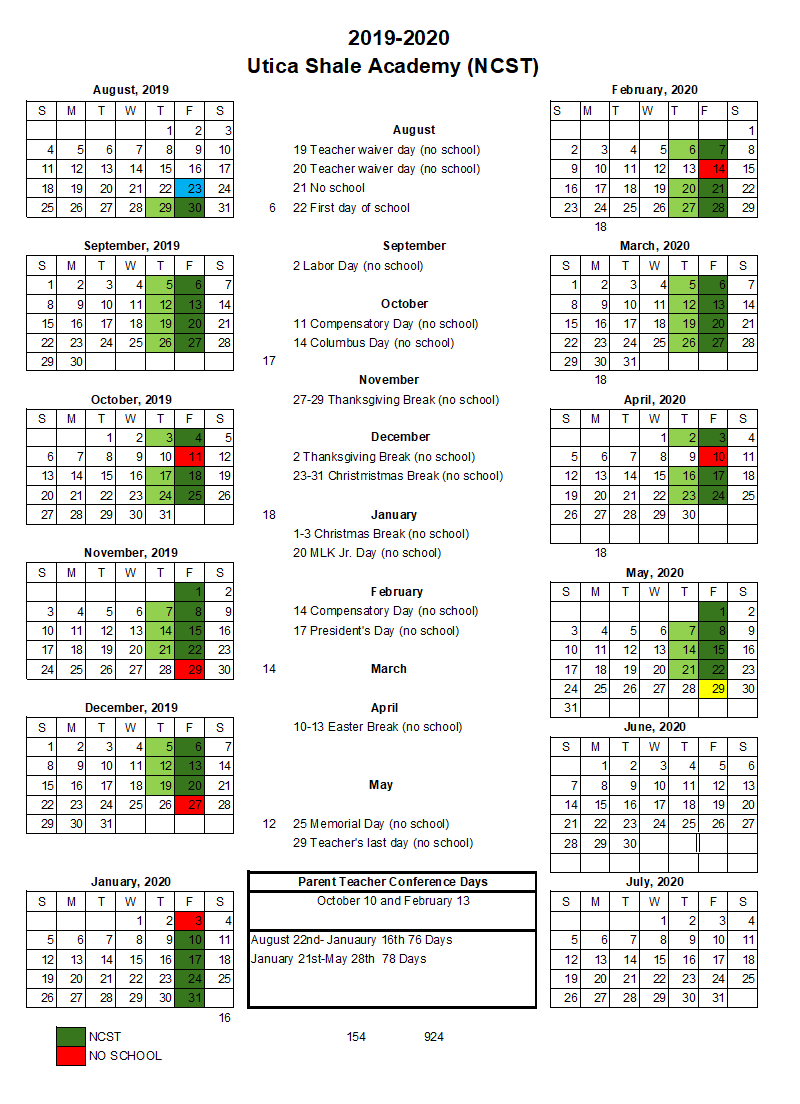 2019-2020
Utica Shale Academy (NCST)
August, 2019
S M T W T F S
1 2 3
4 5 6 7 8 9 10
11 12 13 14 15 16 17
18 19 20 21 22 23 24
25 26 27 28 29 30 31
September, 2019
S M T W T F S
1 2 3 4 5 6 7
8 9 10 11 12 13 14
15 16 17 18 19 20 21
22 23 24 25 26 27 28
29 30
October, 2019
S M T W T F S
1 2 3 4 5
6 7 8 9 10 11 12
13 14 15 16 17 18 19
20 21 22 23 24 25 26
27 28 29 30 31
November, 2019
S M T W T F S
1 2
3 4 5 6 7 8 9
10 11 12 13 14 15 16
17 18 19 20 21 22 23
24 25 26 27 28 29 30
December, 2019
S M T W T F S
1 2 3 4 5 6 7
8 9 10 11 12 13 14
15 16 17 18 19 20 21
22 23 24 25 26 27 28
29 30 31
January, 2020
S M T W T F S
1 2 3 4
5 6 7 8 9 10 11
12 13 14 15 16 17 18
19 20 21 22 23 24 25
26 27 28 29 30 31
16
NCST
NO SCHOOL
August
19 Teacher waiver day (no school)
20 Teacher waiver day (no school)
21 No school
6 22 First day of school
September
2 Labor Day (no school)
October
11 Compensatory Day (no school)
14 Columbus Day (no school)
17
November
27-29 Thanksgiving Break (no school)
December
2 Thanksgiving Break (no school)
23-31 Christmistmas Break (no school)
18 January
1-3 Christmas Break (no school)
20 MLK Jr. Day (no school)
February
14 Compensatory Day (no school)
17 President's Day (no school)
14 March
April
10-13 Easter Break (no school)
May
12 25 Memorial Day (no school)
29 Teacher's last day (no school)
Parent Teacher Conference Days
October 10 and February 13
August 22nd- Januaury 16th 76 Days
January 21st-May 28th 78 Days
154 924
February, 2020
S M T W T F S
1
2 3 4 5 6 7 8
9 10 11 12 13 14 15
16 17 18 19 20 21 22
23 24 25 26 27 28 29
18
March, 2020
S M T W T F S
1 2 3 4 5 6 7
8 9 10 11 12 13 14
15 16 17 18 19 20 21
22 23 24 25 26 27 28
29 30 31
18
April, 2020
S M T W T F S
1 2 3 4
5 6 7 8 9 10 11
12 13 14 15 16 17 18
19 20 21 22 23 24 25
26 27 28 29 30
18
May, 2020
S M T W T F S
1 2
3 4 5 6 7 8 9
10 11 12 13 14 15 16
17 18 19 20 21 22 23
24 25 26 27 28 29 30
31
June, 2020
S M T W T F S
1 2 3 4 5 6
7 8 9 10 11 12 13
14 15 16 17 18 19 20
21 22 23 24 25 26 27
28 29 30
July, 2020
S M T W T F S
1 2 3 4
5 6 7 8 9 10 11
12 13 14 15 16 17 18
19 20 21 22 23 24 25
26 27 28 29 30 31